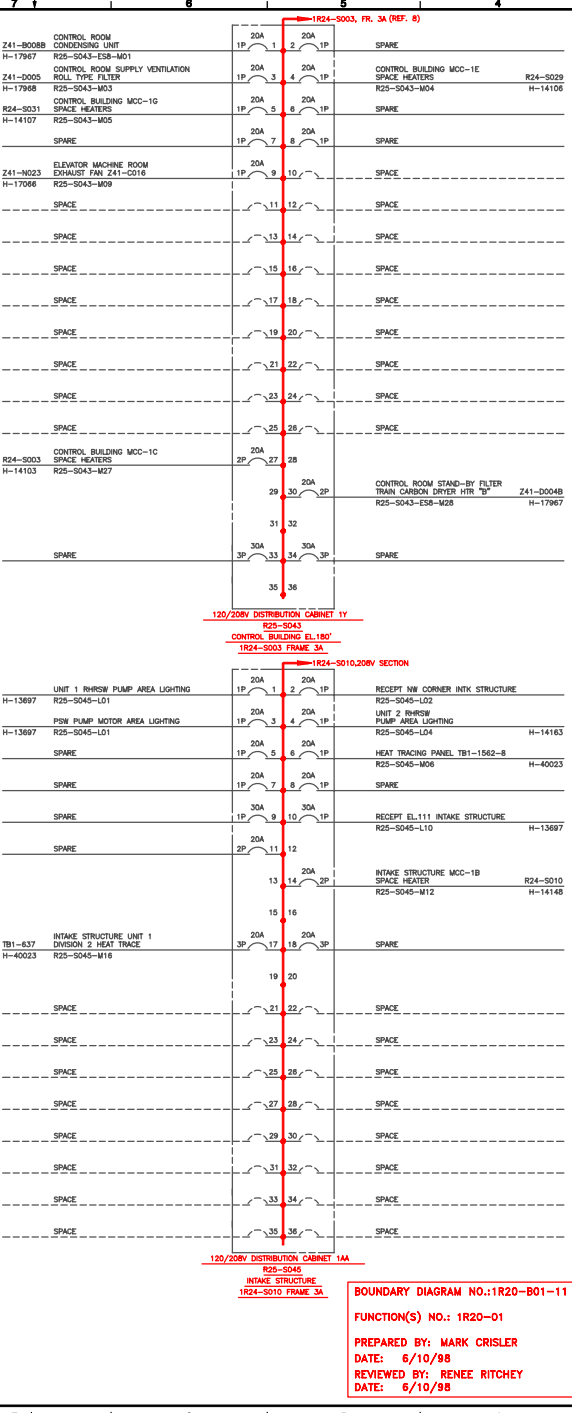 7 6 5 4
1R24-S003, FR. 3A (REF. 8)
CONTROL ROOM
Z41-B008B CONDENSING UNIT 20A 1P 1 2 20A 1P SPARE
H-17967 R25-S043-ES8-M01
CONTROL ROOM SUPPLY VENTILATION
Z41-D005 ROLL TYPE FILTER 20A 1P 3 4 20A 1P CONTROL BUILDING MCC-1E
SPACE HEATERS R24-S029
H-17968 R25-S043-M03 R25-S043-M04 H-14106
CONTROL BUILDING MCC-1G
R24-S031 SPACE HEATERS 20A 1P 5 6 20A 1P SPARE
H-14107 R25-S043-M05
SPARE 20A 1P 7 8 20A 1P SPARE
ELEVATOR MACHINE ROOM
Z41-N023 EXHAUST FAN Z41-C016 20A 1P 9 10 SPACE
H-17066 R25-S043-M09
SPACE 11 12 SPACE
SPACE 13 14 SPACE
SPACE 15 16 SPACE
SPACE 17 18 SPACE
SPACE 19 20 SPACE
SPACE 21 22 SPACE
SPACE 23 24 SPACE
SPACE 25 26 SPACE
CONTROL BUILDING MCC-1C
R24-S003 SPACE HEATERS 20A 2P 27 28
H-14103 R25-S043-M27
CONTROL ROOM STAND-BY FILTER
29 30 20A 2P TRAIN CARBON DRYER HTR "B" Z41-D004B
R25-S043-ES8-M28 H-17967
31 32
SPARE 30A 3P 33 34 30A 3P SPARE
35 36
120/208V DISTRIBUTION CABINET 1Y
R25-S043
CONTROL BUILDING EL.180'
1R24-S003 FRAME 3A
1R24-S010,208V SECTION
UNIT 1 RHRSW PUMP AREA LIGHTING 20A 1P 1 2 20A 1P RECEPT NW CORNER INTK STRUCTURE
H-13697 R25-S045-L01 R25-S045-L02
UNIT 2 RHRSW
PSW PUMP MOTOR AREA LIGHTING 20A 1P 3 4 20A 1P PUMP AREA LIGHTING
H-13697 R25-S045-L01 R25-S045-L04 H-14163
SPARE 20A 1P 5 6 20A 1P HEAT TRACING PANEL TB1-1562-8
R25-S045-M06 H-40023
SPARE 20A 1P 7 8 20A 1P SPARE
SPARE 30A 1P 9 10 30A 1P RECEPT EL.111 INTAKE STRUCTURE
R25-S045-L10 H-13697
SPARE 20A 2P 11 12
INTAKE STRUCTURE MCC-1B
13 14 20A 2P SPACE HEATER R24-S010
R25-S045-M12 H-14148
15 16
INTAKE STRUCTURE UNIT 1
TB1-637 DIVISION 2 HEAT TRACE 20A 3P 17 18 20A 3P SPARE
H-40023 R25-S045-M16
19 20
SPACE 21 22 SPACE
SPACE 23 24 SPACE
SPACE 25 26 SPACE
SPACE 27 28 SPACE
SPACE 29 30 SPACE
SPACE 31 32 SPACE
SPACE 33 34 SPACE
SPACE 35 36 SPACE
120/208V DISTRIBUTION CABINET 1AA
R25-S045
INTAKE STRUCTURE
1R24-S010 FRAME 3A
BOUNDARY DIAGRAM NO.:1R20-B01-11
FUNCTION(S) NO.: 1R20-01
PREPARED BY: MARK CRISLER
DATE: 6/10/98
REVIEWED BY: RENEE RITCHEY
DATE: 6/10/98